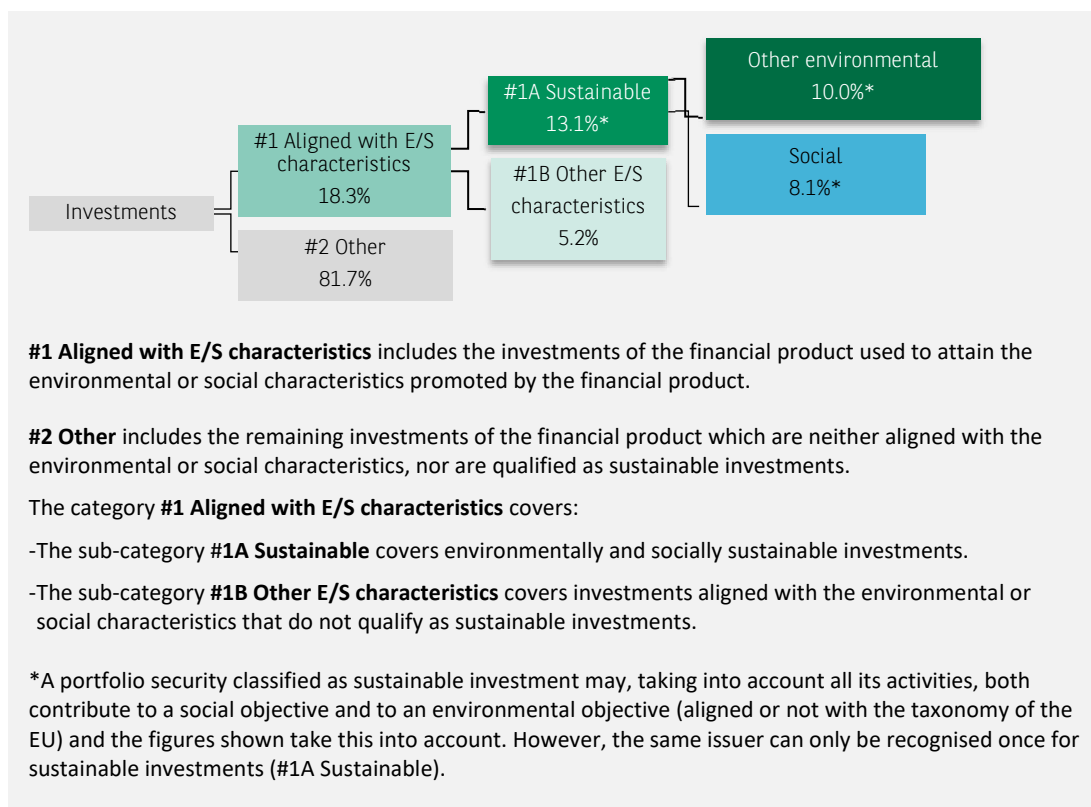 Investments
#1 Aligned with E/S
characteristics
18.3%
#2 Other
81.7%
#1A Sustainable
13.1%*
#1B Other E/S
characteristics
5.2%
Other environmental
10.0%*
Social
8.1%*
#1 Aligned with E/S characteristics includes the investments of the financial product used to attain the
environmental or social characteristics promoted by the financial product.
#2 Other includes the remaining investments of the financial product which are neither aligned with the
environmental or social characteristics, nor are qualified as sustainable investments.
The category #1 Aligned with E/S characteristics covers:
-The sub-category #1A Sustainable covers environmentally and socially sustainable investments.
-The sub-category #1B Other E/S characteristics covers investments aligned with the environmental or
social characteristics that do not qualify as sustainable investments.
*A portfolio security classified as sustainable investment may, taking into account all its activities, both
contribute to a social objective and to an environmental objective (aligned or not with the taxonomy of the
EU) and the figures shown take this into account. However, the same issuer can only be recognised once for
sustainable investments (#1A Sustainable).